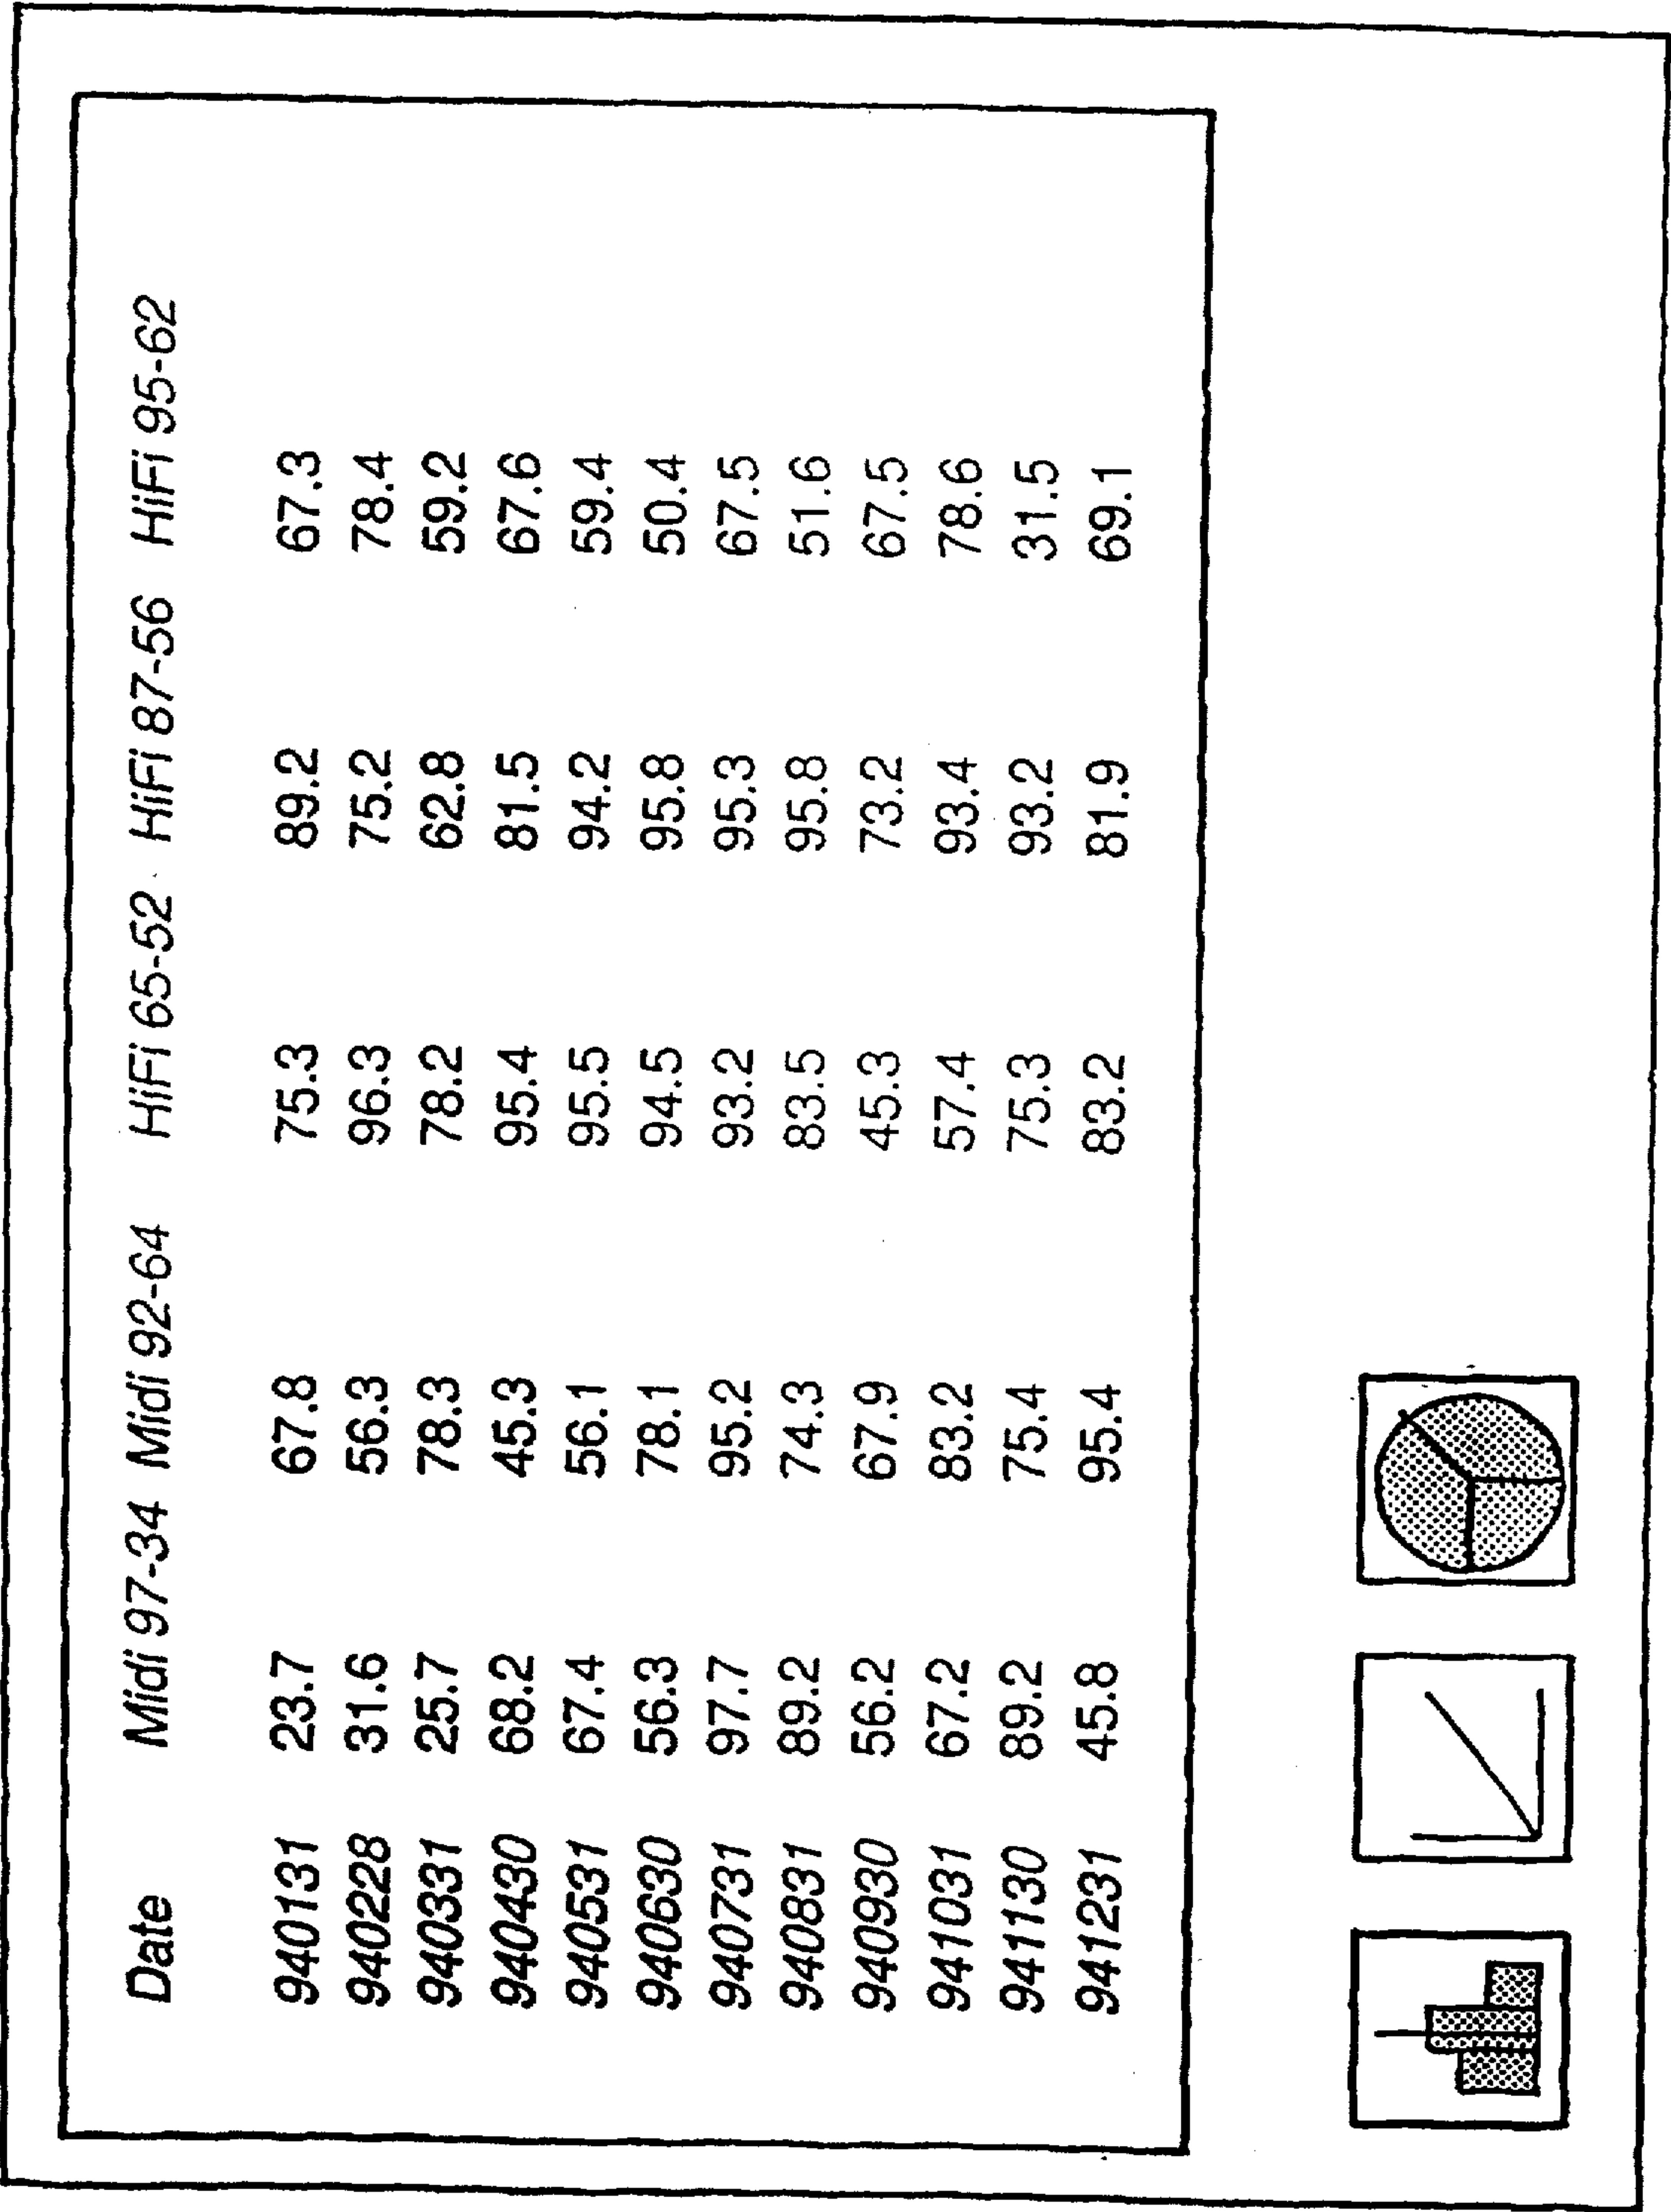 Date Midi 97-34 Midi 92-64 HiFi 65-52 HiFi 87-56 HiFi 95-62
940131 23.7 67.8 75.3 89.2 67.3
940228 31.6 56.3 96.3 75.2 78.4
940331 25.7 78.3 78.2 62.8 59.2
940430 68.2 45.3 95.4 81.5 67.6
940531 67.4 56.1 95.5 94.2 59.4
940630 56.3 78.1 94.5 95.8 50.4
940731 97.7 95.2 93.2 95.3 67.5
940831 89.2 74.3 83.5 95.8 51.6
940930 56.2 67.9 45.3 73.2 67.5
941031 67.2 83.2 57.4 93.4 78.6
941130 89.2 75.4 75.3 93.2 31.5
941231 45.8 95.4 83.2 81.9 69.1